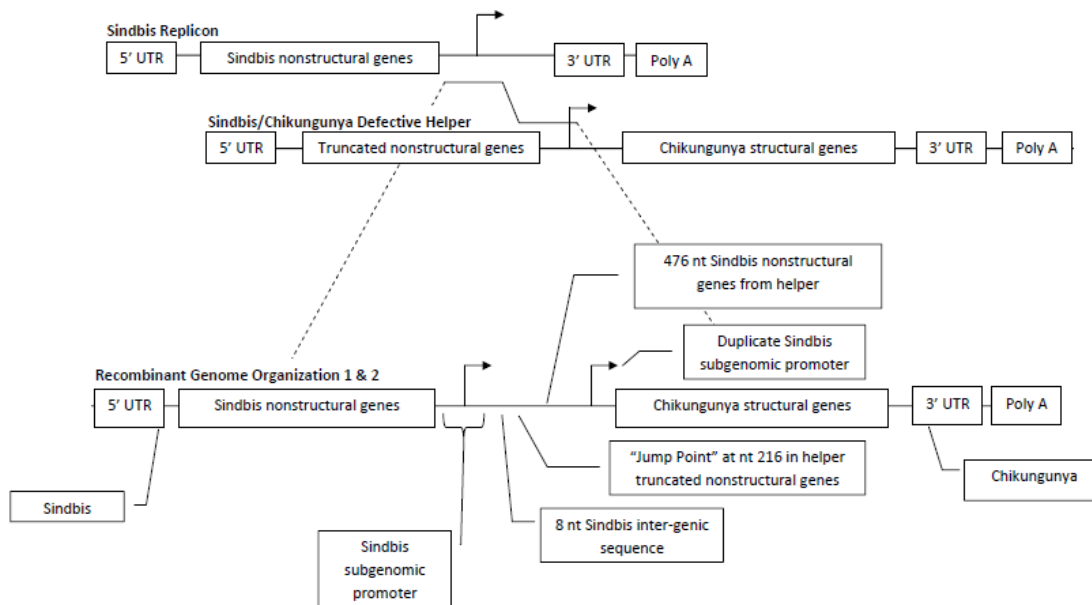 Sindbis Replicon
5' UTR
Sindbis nonstructural genes
3' UTR
Poly A
Sindbis/Chikungunya Defective Helper
5' UTR
Truncated nonstructural genes
Chikungunya structural genes
3' UTR
Poly A
476 nt Sindbis nonstructural
genes from helper
Duplicate Sindbis
subgenomic promoter
Recombinant Genome Organization 1 & 2
5' UTR
Sindbis nonstructural genes
Chikungunya structural genes
3' UTR
Poly A
"Jump Point" at nt 216 in helper
truncated nonstructural genes
Chikungunya
Sindbis
8 nt Sindbis inter-genic
sequence
Sindbis
subgenomic
promoter